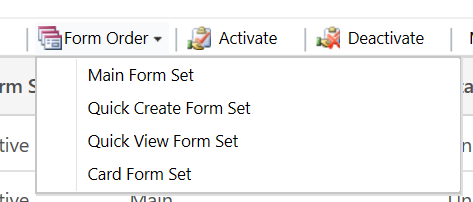 Form Order Activate Deactivate
Main Form Set
Quick Create Form Set
Quick View Form Set
Card Form Set
Main